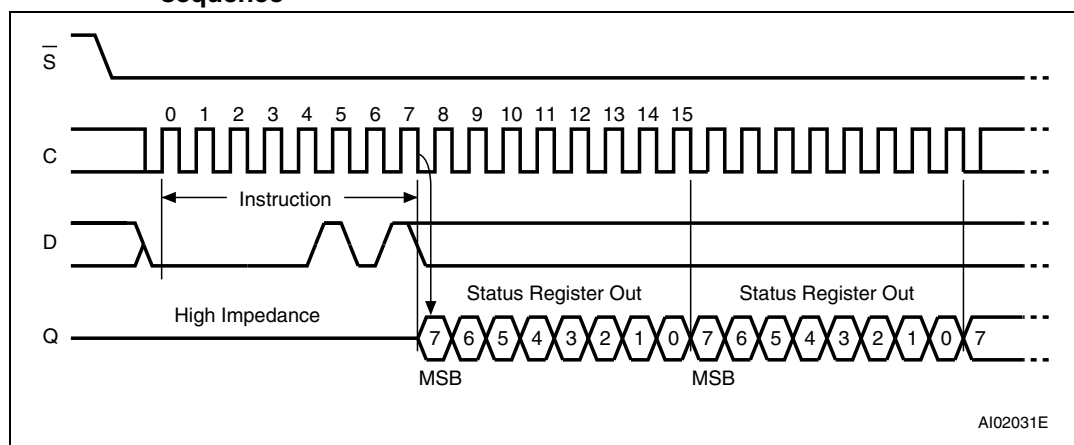 sequence
S
0 1 2 3 4 5 6 7 8 9 10 11 12 13 14 15
C
Instruction
D
Status Register Out Status Register Out
High Impedance
Q
7 6 5 4 3 2 1 0 7 6 5 4 3 2 1 0 7
MSB MSB
AI02031E